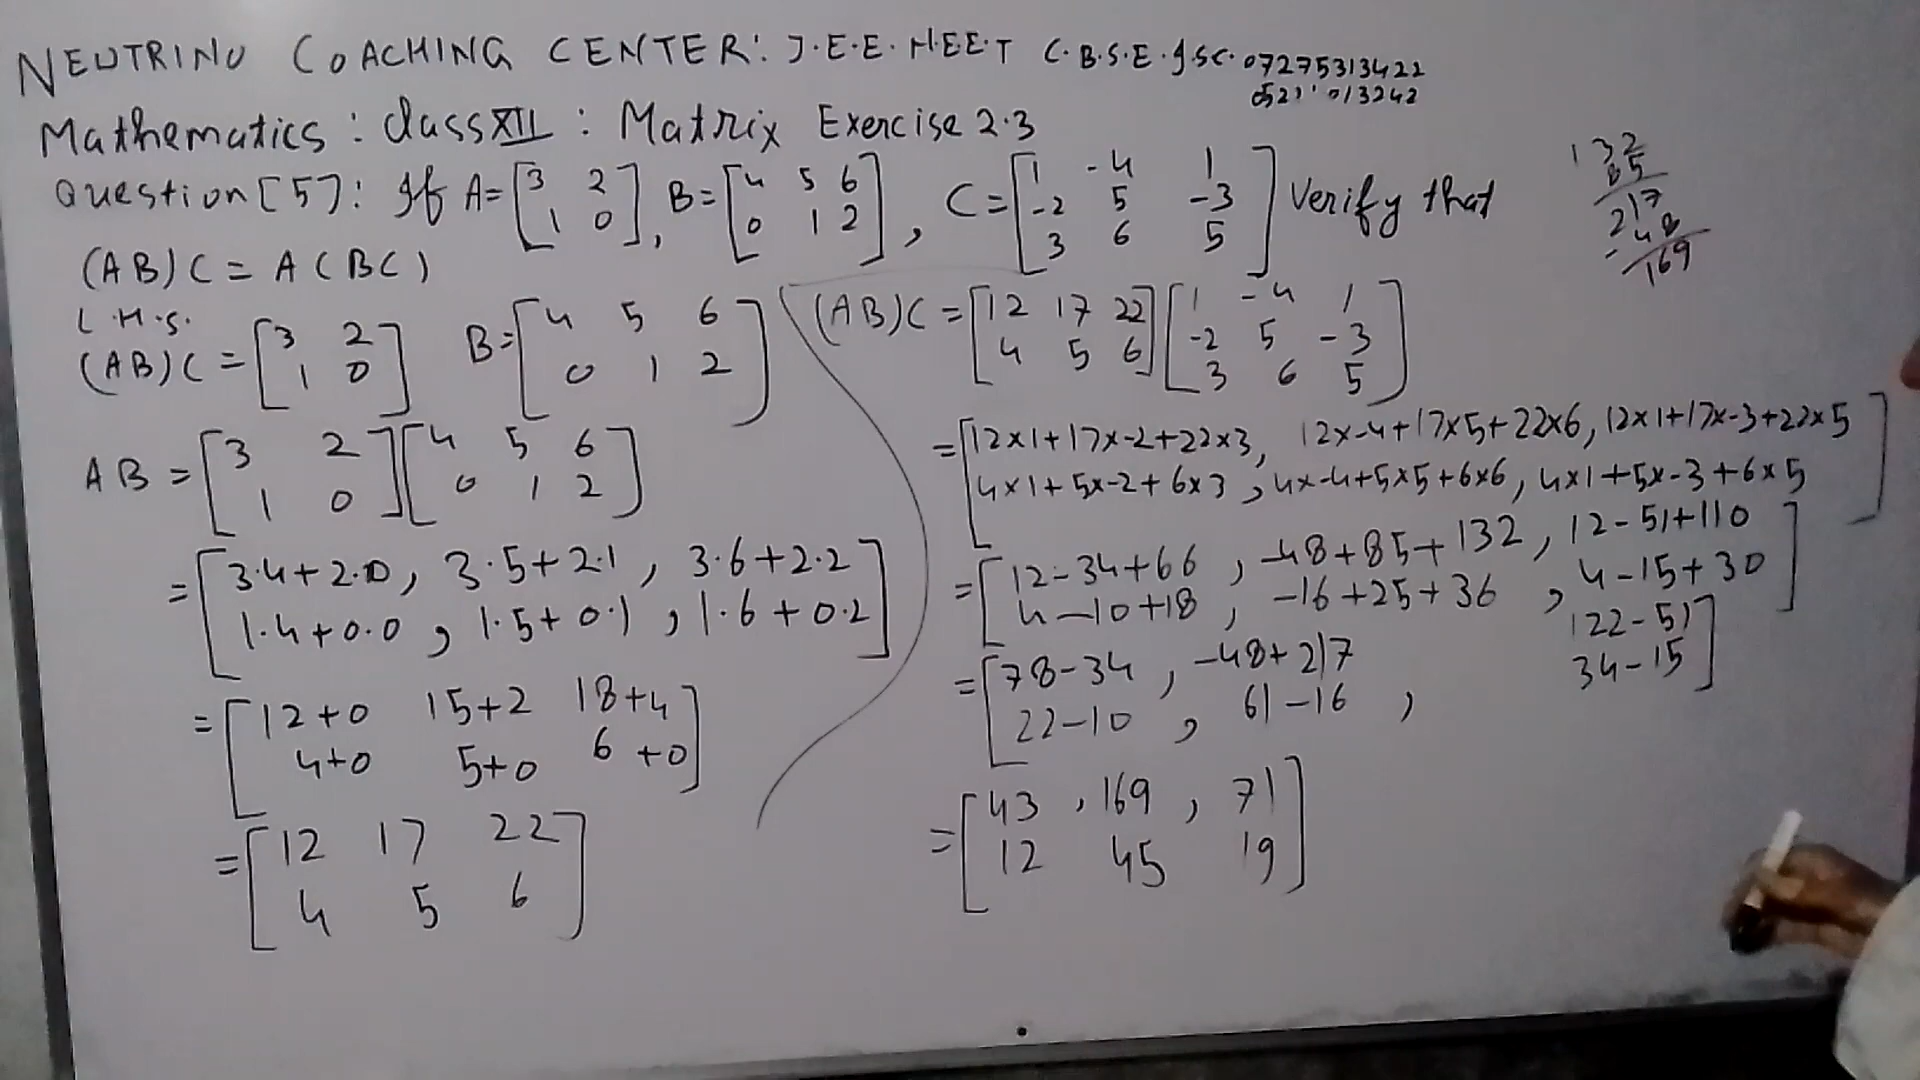 NEUTRINO COACHING CENTER: J.E.E. N.E.E.T C.B.S.E. I.SC. 07275313422
Mathematics : class XII : Matrix Exercise 2.3
Question [5]: If A = [3 2
1 0], B = [4 5 6
0 1 2], C = [1 -4 1
-2 5 -3
3 6 5] Verify that
(AB)C = A(BC)
132
85
217
-48
169
L.H.S.
(AB)C = [3 2
1 0] B = [4 5 6
0 1 2]
AB = [3 2
1 0] [4 5 6
0 1 2]
= [3.4+2.0, 3.5+2.1, 3.6+2.2
1.4+0.0, 1.5+0.1, 1.6+0.2]
= [12+0 15+2 18+4
4+0 5+0 6+0]
= [12 17 22
4 5 6]
(AB)C = [12 17 22
4 5 6] [1 -4 1
-2 5 -3
3 6 5]
= [12×1+17×-2+22×3, 12×-4+17×5+22×6, 12×1+17×-3+22×5
4×1+5×-2+6×3, 4×-4+5×5+6×6, 4×1+5×-3+6×5]
= [12-34+66, -48+85+132, 12-51+110
4-10+18, -16+25+36, 4-15+30]
= [78-34, -48+217 122-51
22-10, 61-16, 34-15]
= [43, 169, 71
12 45 19]